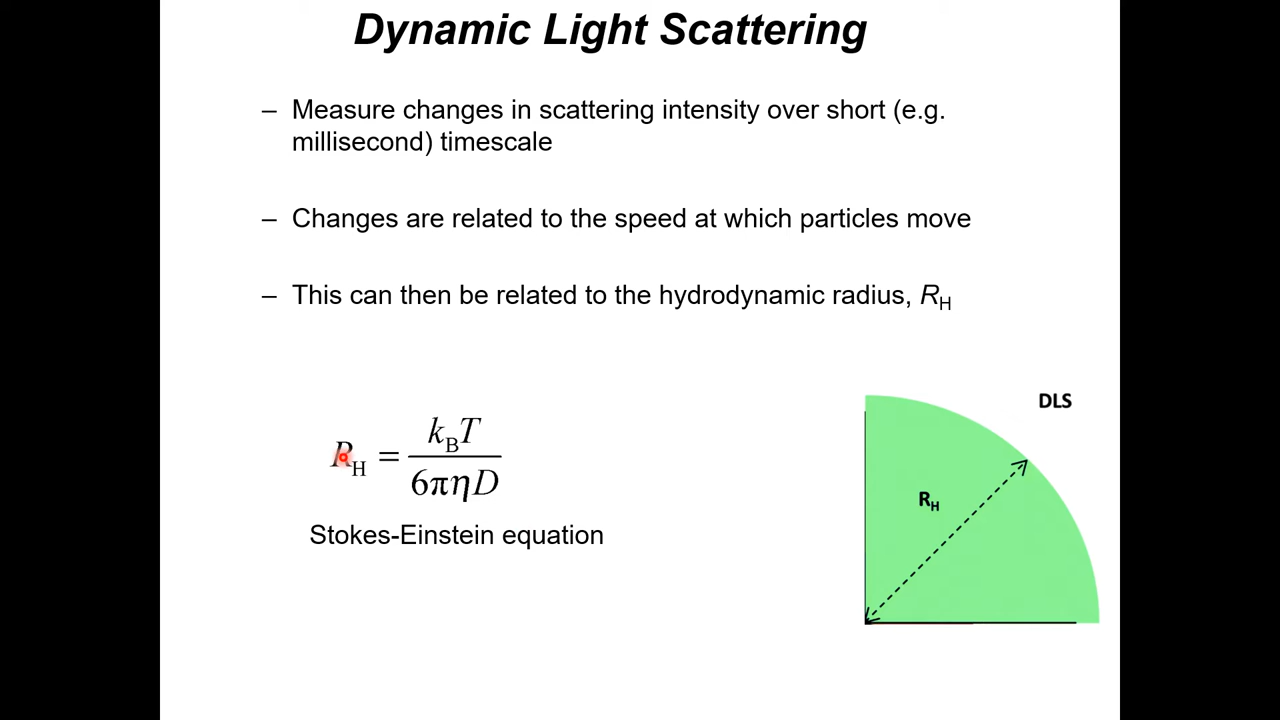 Dynamic Light Scattering
– Measure changes in scattering intensity over short (e.g.
millisecond) timescale
– Changes are related to the speed at which particles move
– This can then be related to the hydrodynamic radius, RH
RH = kBT / 6πηD
Stokes-Einstein equation
DLS
RH